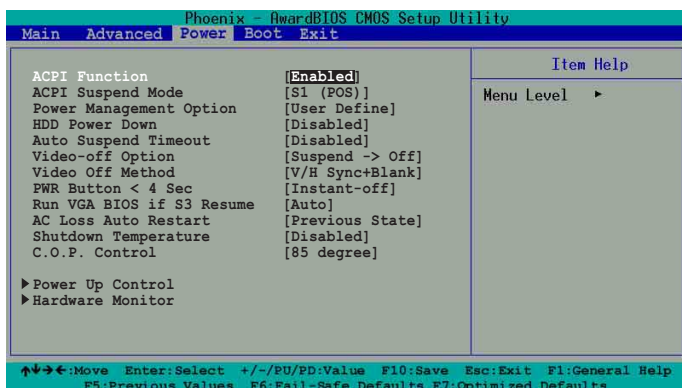 Phoenix - AwardBIOS CMOS Setup Utility
Main Advanced Power Boot Exit
Item Help
ACPI Function [Enabled]
ACPI Suspend Mode [S1 (POS)]
Menu Level ▶
Power Management Option [User Define]
HDD Power Down [Disabled]
Auto Suspend Timeout [Disabled]
Video-off Option [Suspend -> Off]
Video Off Method [V/H Sync+Blank]
PWR Button < 4 Sec [Instant-off]
Run VGA BIOS if S3 Resume [Auto]
AC Loss Auto Restart [Previous State]
Shutdown Temperature [Disabled]
C.O.P. Control [85 degree]
▶Power Up Control
▶Hardware Monitor
↑↓→←:Move Enter:Select +/-/PU/PD:Value F10:Save Esc:Exit F1:General Help
F5:Previous Values F6:Fail-Safe Defaults F7:Optimized Defaults